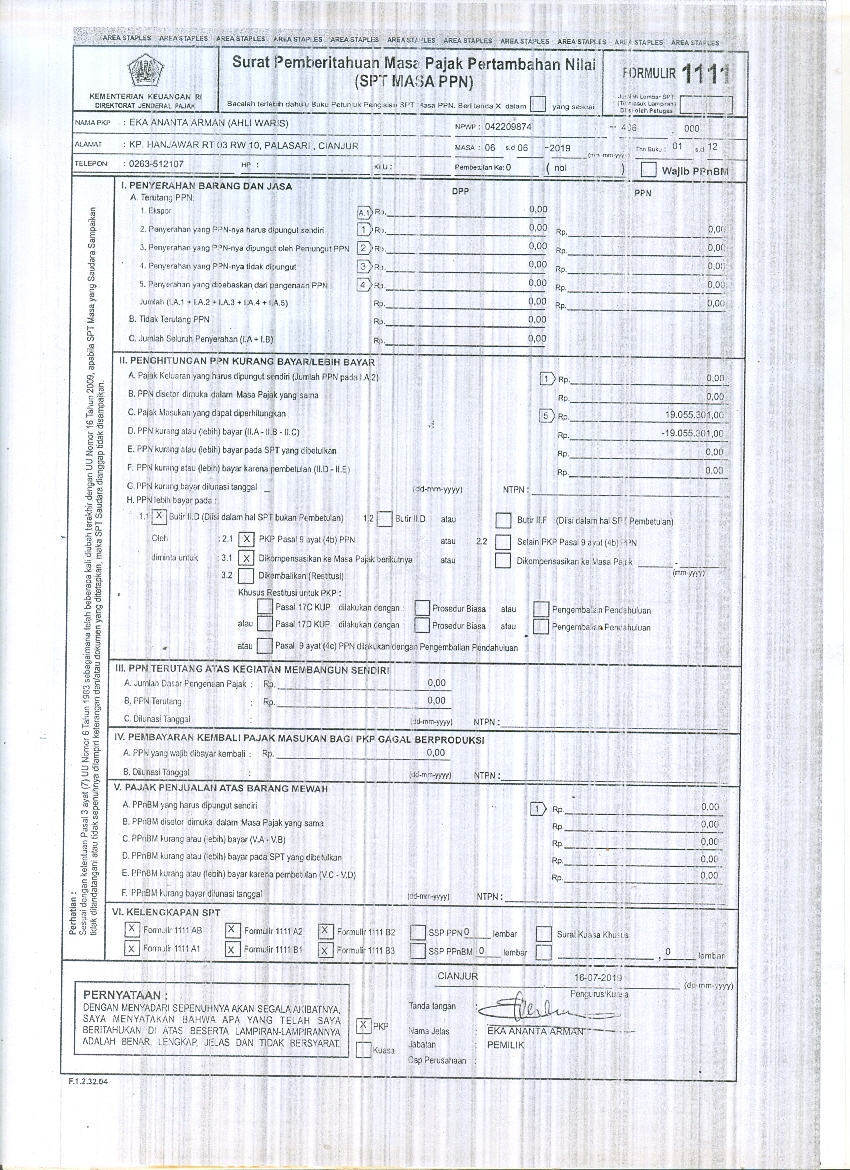 AREA STAPLES AREA STAPLES AREA STAPLES AREA STAPLES AREA STAPLES AREA STAPLES AREA STAPLES AREA STAPLES AREA STAPLES AREA STAPLES AREA STAPLES
KEMENTERIAN KEUANGAN RI
DIREKTORAT JENDERAL PAJAK
Surat Pemberitahuan Masa Pajak Pertambahan Nilai
(SPT MASA PPN)
Bacalah terlebih dahulu Buku Petunjuk Pengisian SPT Masa PPN. Beri tanda X dalam yang sesuai
FORMULIR 1111
Jumlah Lembar SPT
(Termasuk Lampiran)
Diisi oleh Petugas
NAMA PKP : EKA ANANTA ARMAN (AHLI WARIS)
NPWP : 042209874 - 406 000
ALAMAT : KP. HANJAWAR RT 03 RW 10, PALASARI , CIANJUR
MASA : 06 s.d 06 -2019 (mm-mm-yyyy) Thn Buku : 01 s.d 12
TELEPON : 0263-512107 HP : KLU :
Pembetulan Ke: 0 ( nol ) Wajib PPnBM
I. PENYERAHAN BARANG DAN JASA DPP PPN
A. Terutang PPN:
1. Ekspor A.1 Rp. 0,00
2. Penyerahan yang PPN-nya harus dipungut sendiri 1 Rp. 0,00 Rp. 0,00
3. Penyerahan yang PPN-nya dipungut oleh Pemungut PPN 2 Rp. 0,00 Rp. 0,00
4. Penyerahan yang PPN-nya tidak dipungut 3 Rp. 0,00 Rp. 0,00
5. Penyerahan yang dibebaskan dari pengenaan PPN 4 Rp. 0,00 Rp. 0,00
Jumlah (I.A.1 + I.A.2 + I.A.3 + I.A.4 + I.A.5) Rp. 0,00 Rp. 0,00
B. Tidak Terutang PPN Rp. 0,00
C. Jumlah Seluruh Penyerahan (I.A + I.B) Rp. 0,00
II. PENGHITUNGAN PPN KURANG BAYAR/LEBIH BAYAR
A. Pajak Keluaran yang harus dipungut sendiri (Jumlah PPN pada I.A.2) 1 Rp. 0,00
B. PPN disetor dimuka dalam Masa Pajak yang sama Rp. 0,00
C. Pajak Masukan yang dapat diperhitungkan 5 Rp. 19.055.301,00
D. PPN kurang atau (lebih) bayar (II.A - II.B - II.C) Rp. -19.055.301,00
E. PPN kurang atau (lebih) bayar pada SPT yang dibetulkan Rp. 0,00
F. PPN kurang atau (lebih) bayar karena pembetulan (II.D - II.E) Rp. 0,00
G. PPN kurang bayar dilunasi tanggal (dd-mm-yyyy) NTPN :
H. PPN lebih bayar pada :
1.1 X Butir II.D (Diisi dalam hal SPT bukan Pembetulan) 1.2 Butir II.D atau Butir II.F (Diisi dalam hal SPT Pembetulan)
Oleh : 2.1 X PKP Pasal 9 ayat (4b) PPN atau 2.2 Selain PKP Pasal 9 ayat (4b) PPN
diminta untuk : 3.1 X Dikompensasikan ke Masa Pajak berikutnya atau Dikompensasikan ke Masa Pajak -
(mm-yyyy)
3.2 Dikembalikan (Restitusi)
Khusus Restitusi untuk PKP :
Pasal 17C KUP dilakukan dengan : Prosedur Biasa atau Pengembalian Pendahuluan
atau Pasal 17D KUP dilakukan dengan : Prosedur Biasa atau Pengembalian Pendahuluan
atau Pasal 9 ayat (4c) PPN dilakukan dengan Pengembalian Pendahuluan
III. PPN TERUTANG ATAS KEGIATAN MEMBANGUN SENDIRI
A. Jumlah Dasar Pengenaan Pajak : Rp. 0,00
B. PPN Terutang : Rp. 0,00
C. Dilunasi Tanggal : (dd-mm-yyyy) NTPN :
IV. PEMBAYARAN KEMBALI PAJAK MASUKAN BAGI PKP GAGAL BERPRODUKSI
A. PPN yang wajib dibayar kembali : Rp. 0,00
B. Dilunasi Tanggal : (dd-mm-yyyy) NTPN :
V. PAJAK PENJUALAN ATAS BARANG MEWAH
A. PPnBM yang harus dipungut sendiri 1 Rp. 0,00
B. PPnBM disetor dimuka dalam Masa Pajak yang sama Rp. 0,00
C. PPnBM kurang atau (lebih) bayar (V.A - V.B) Rp. 0,00
D. PPnBM kurang atau (lebih) bayar pada SPT yang dibetulkan Rp. 0,00
E. PPnBM kurang atau (lebih) bayar karena pembetulan (V.C - V.D) Rp. 0,00
F. PPnBM kurang bayar dilunasi tanggal (dd-mm-yyyy) NTPN :
VI. KELENGKAPAN SPT
X Formulir 1111 AB X Formulir 1111 A2 X Formulir 1111 B2 SSP PPN 0 lembar Surat Kuasa Khusus
X Formulir 1111 A1 X Formulir 1111 B1 X Formulir 1111 B3 SSP PPnBM 0 lembar , 0 lembar
Perhatian :
Sesuai dengan ketentuan Pasal 3 ayat (7) UU Nomor 6 Tahun 1983 sebagaimana telah beberapa kali diubah terakhir dengan UU Nomor 16 Tahun 2009, apabila SPT Masa yang Saudara Sampaikan
tidak ditandatangani atau tidak sepenuhnya dilampiri keterangan dan/atau dokumen yang ditetapkan, maka SPT Saudara dianggap tidak disampaikan.
CIANJUR 16-07-2019 (dd-mm-yyyy)
Pengurus/Kuasa
PERNYATAAN :
DENGAN MENYADARI SEPENUHNYA AKAN SEGALA AKIBATNYA,
SAYA MENYATAKAN BAHWA APA YANG TELAH SAYA
BERITAHUKAN DI ATAS BESERTA LAMPIRAN-LAMPIRANNYA
ADALAH BENAR, LENGKAP, JELAS DAN TIDAK BERSYARAT.
X PKP
Kuasa
Tanda tangan :
Nama Jelas : EKA ANANTA ARMAN
Jabatan : PEMILIK
Cap Perusahaan :
F.1.2.32.04